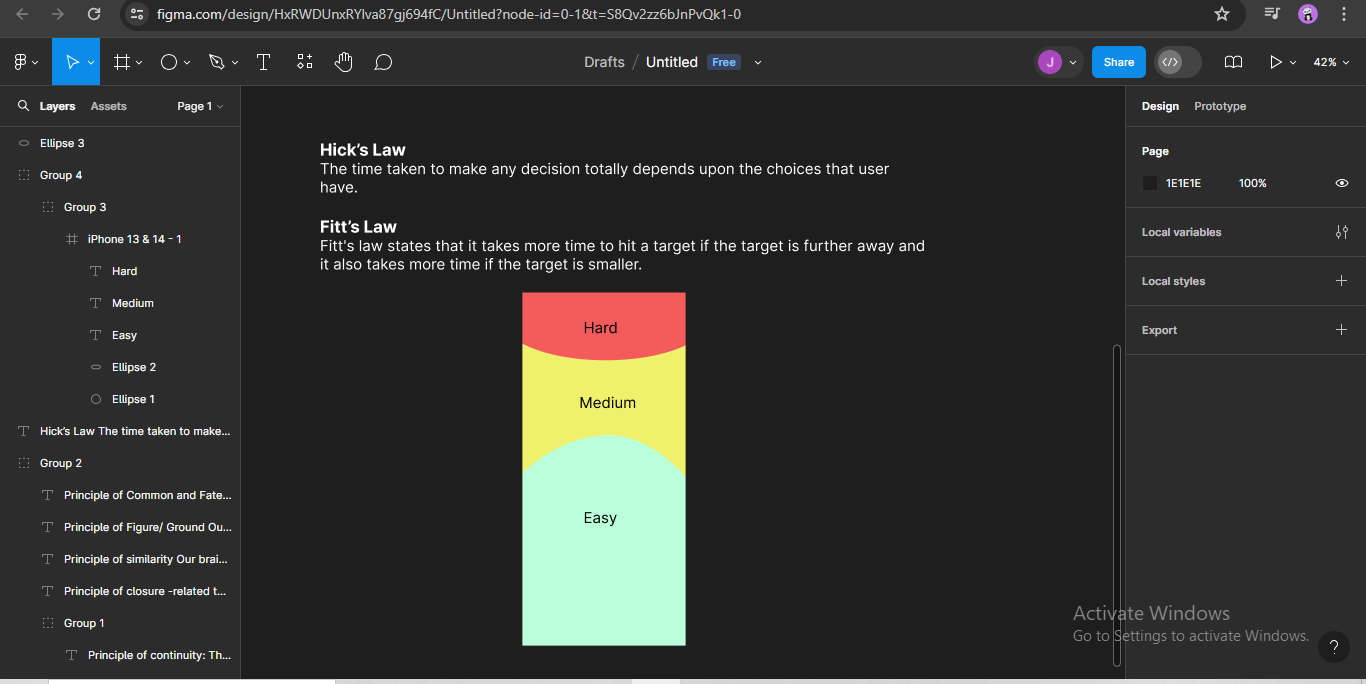 figma.com/design/HxRWDUnxRYlva87gj694fC/Untitled?node-id=0-1&t=S8Qv2zz6bJnPvQk1-0
Drafts / Untitled Free
J
Share
42%
Layers Assets Page 1
Ellipse 3
Group 4
Group 3
iPhone 13 & 14 - 1
Hard
Medium
Easy
Ellipse 2
Ellipse 1
Hick's Law The time taken to make...
Group 2
Principle of Common and Fate...
Principle of Figure/ Ground Ou...
Principle of similarity Our brai...
Principle of closure -related t...
Group 1
Principle of continuity: Th...
Hick's Law
The time taken to make any decision totally depends upon the choices that user
have.
Fitt's Law
Fitt's law states that it takes more time to hit a target if the target is further away and
it also takes more time if the target is smaller.
Hard
Medium
Easy
Design Prototype
Page
1E1E1E 100%
Local variables
Local styles
Export
Activate Windows
Go to Settings to activate Windows.
?